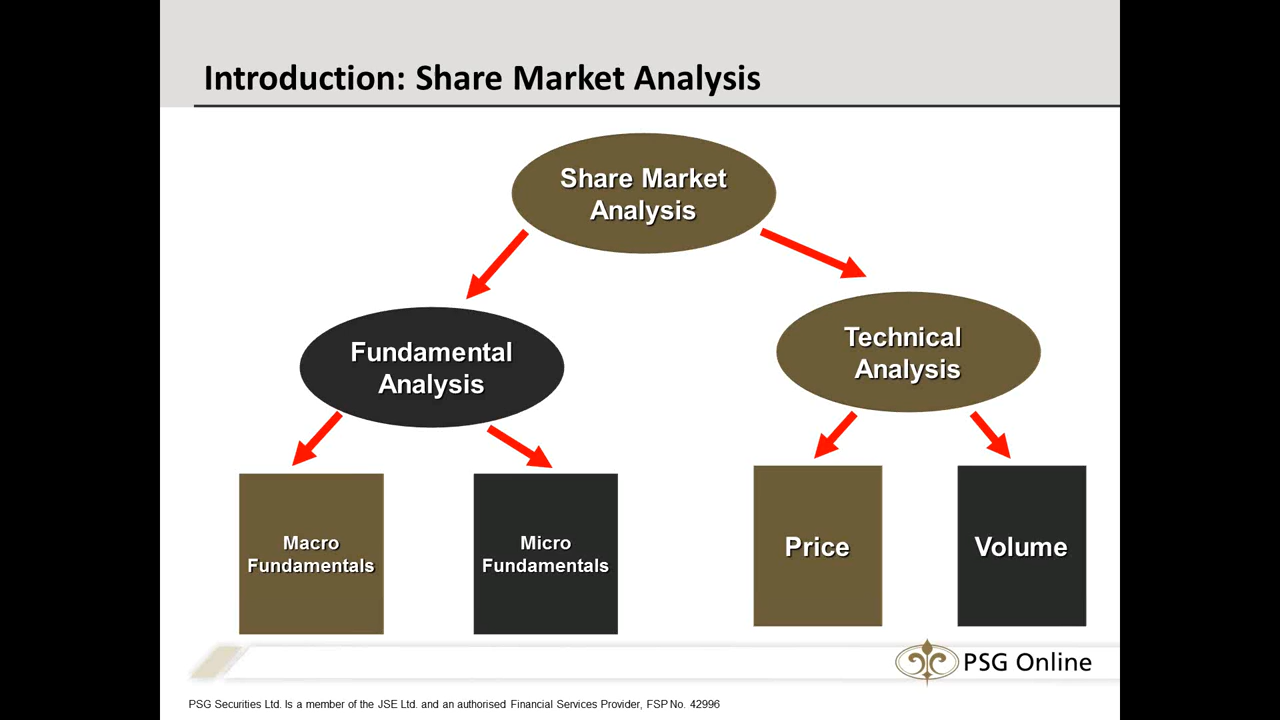 Introduction: Share Market Analysis
Share Market
Analysis
Fundamental
Analysis
Technical
Analysis
Macro
Fundamentals
Micro
Fundamentals
Price
Volume
PSG Online
PSG Securities Ltd. Is a member of the JSE Ltd. and an authorised Financial Services Provider, FSP No. 42996